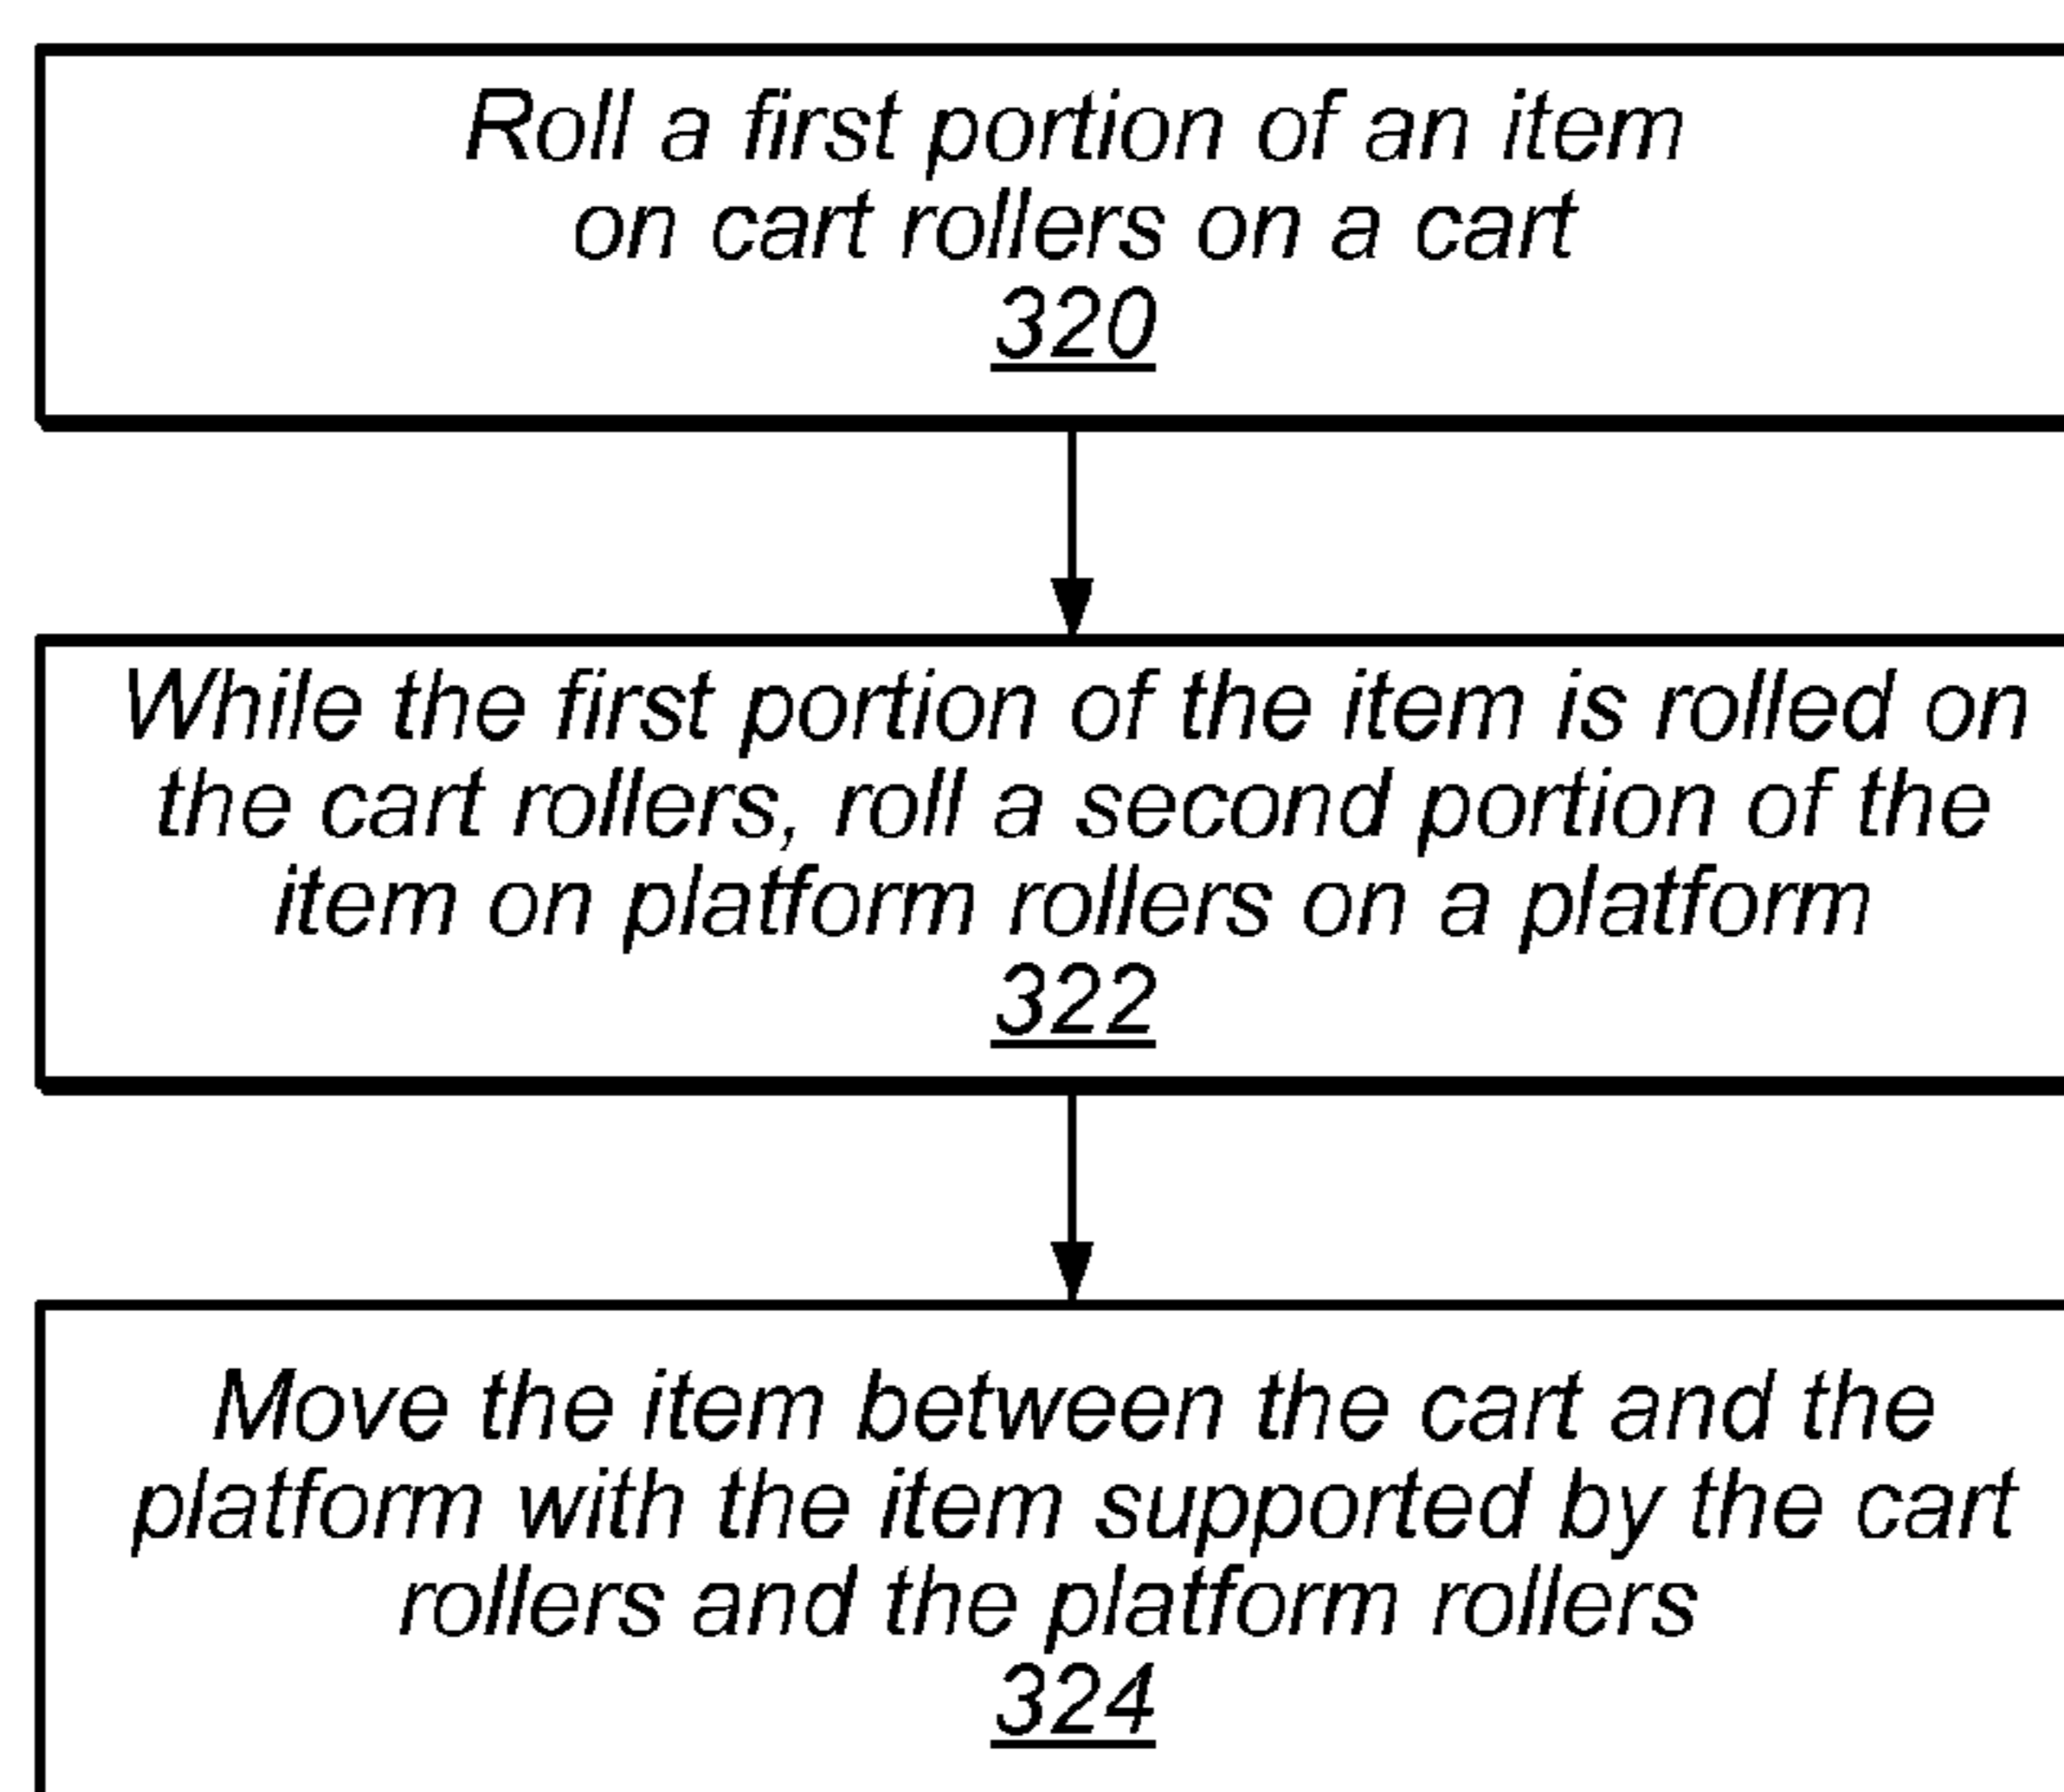 Roll a first portion of an item
on cart rollers on a cart
320
While the first portion of the item is rolled on
the cart rollers, roll a second portion of the
item on platform rollers on a platform
322
Move the item between the cart and the
platform with the item supported by the cart
rollers and the platform rollers
324